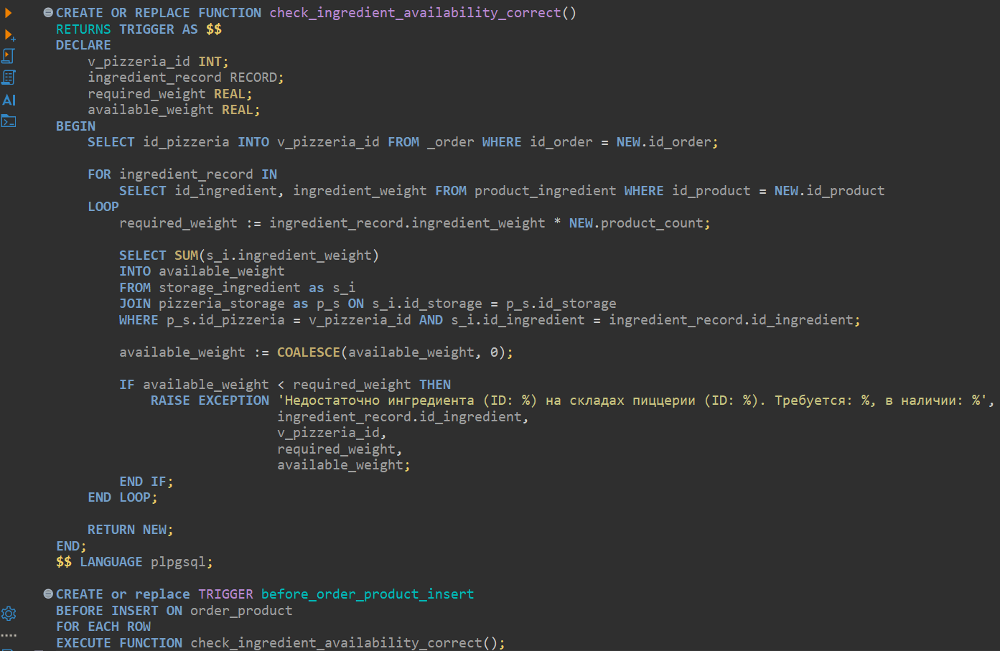 CREATE OR REPLACE FUNCTION check_ingredient_availability_correct()
RETURNS TRIGGER AS $$
DECLARE
    v_pizzeria_id INT;
    ingredient_record RECORD;
    required_weight REAL;
    available_weight REAL;
BEGIN
    SELECT id_pizzeria INTO v_pizzeria_id FROM _order WHERE id_order = NEW.id_order;

    FOR ingredient_record IN
        SELECT id_ingredient, ingredient_weight FROM product_ingredient WHERE id_product = NEW.id_product
    LOOP
        required_weight := ingredient_record.ingredient_weight * NEW.product_count;

        SELECT SUM(s_i.ingredient_weight)
        INTO available_weight
        FROM storage_ingredient as s_i
        JOIN pizzeria_storage as p_s ON s_i.id_storage = p_s.id_storage
        WHERE p_s.id_pizzeria = v_pizzeria_id AND s_i.id_ingredient = ingredient_record.id_ingredient;

        available_weight := COALESCE(available_weight, 0);

        IF available_weight < required_weight THEN
            RAISE EXCEPTION 'Недостаточно ингредиента (ID: %) на складах пиццерии (ID: %). Требуется: %, в наличии: %',
                            ingredient_record.id_ingredient,
                            v_pizzeria_id,
                            required_weight,
                            available_weight;
        END IF;
    END LOOP;

    RETURN NEW;
END;
$$ LANGUAGE plpgsql;

CREATE or replace TRIGGER before_order_product_insert
BEFORE INSERT ON order_product
FOR EACH ROW
EXECUTE FUNCTION check_ingredient_availability_correct();
AI